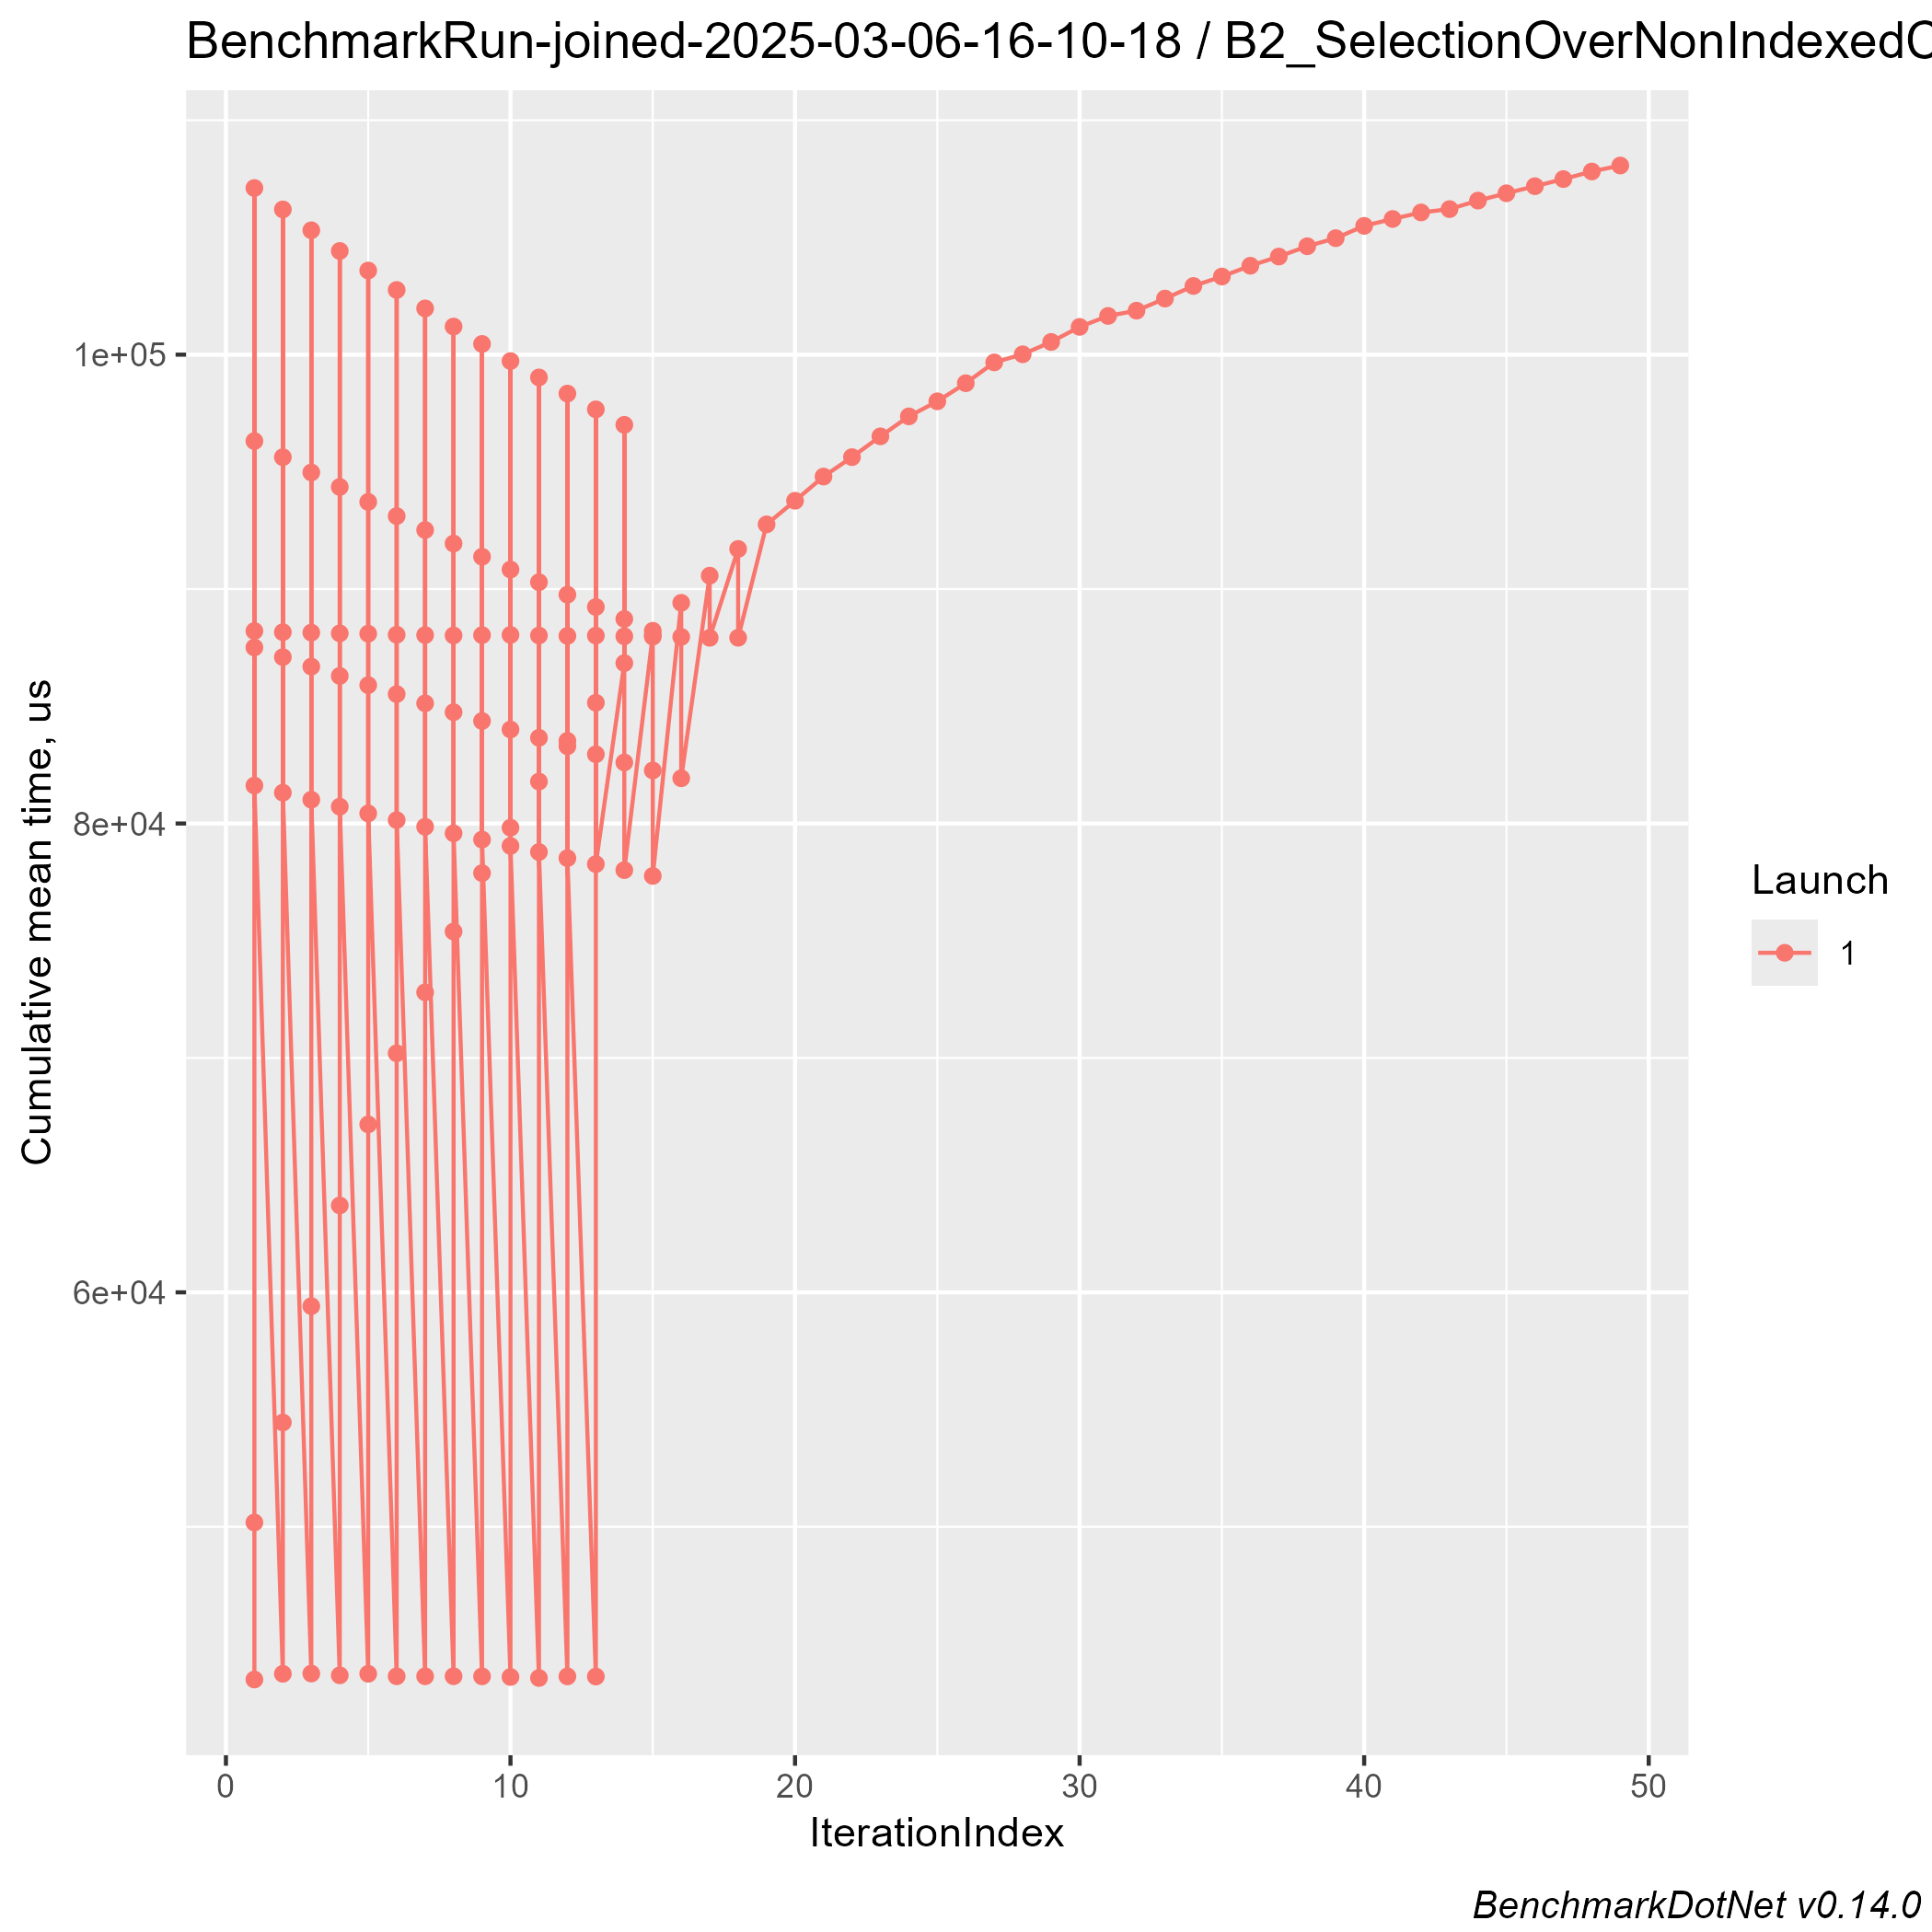 BenchmarkRun-joined-2025-03-06-16-10-18 / B2_SelectionOverNonIndexedC
Cumulative mean time, us
1e+05
8e+04
6e+04
0 10 20 30 40 50
IterationIndex
Launch
1
BenchmarkDotNet v0.14.0